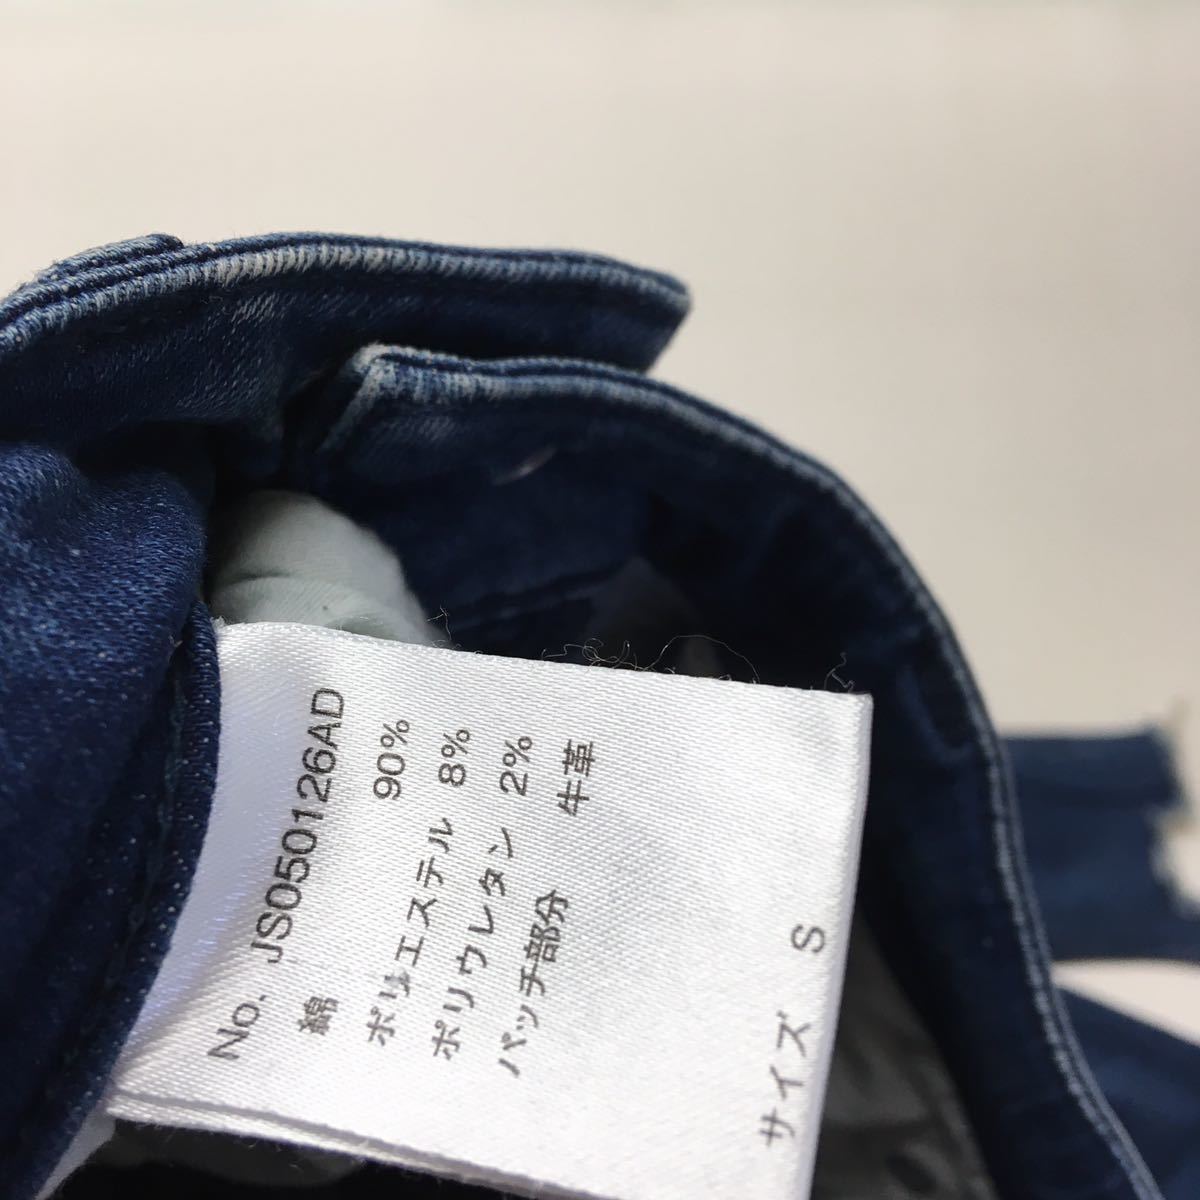 No. JS050126AD
綿 90%
ポリエステル 8%
ポリウレタン 2%
パッチ部分 牛革
サイズ S